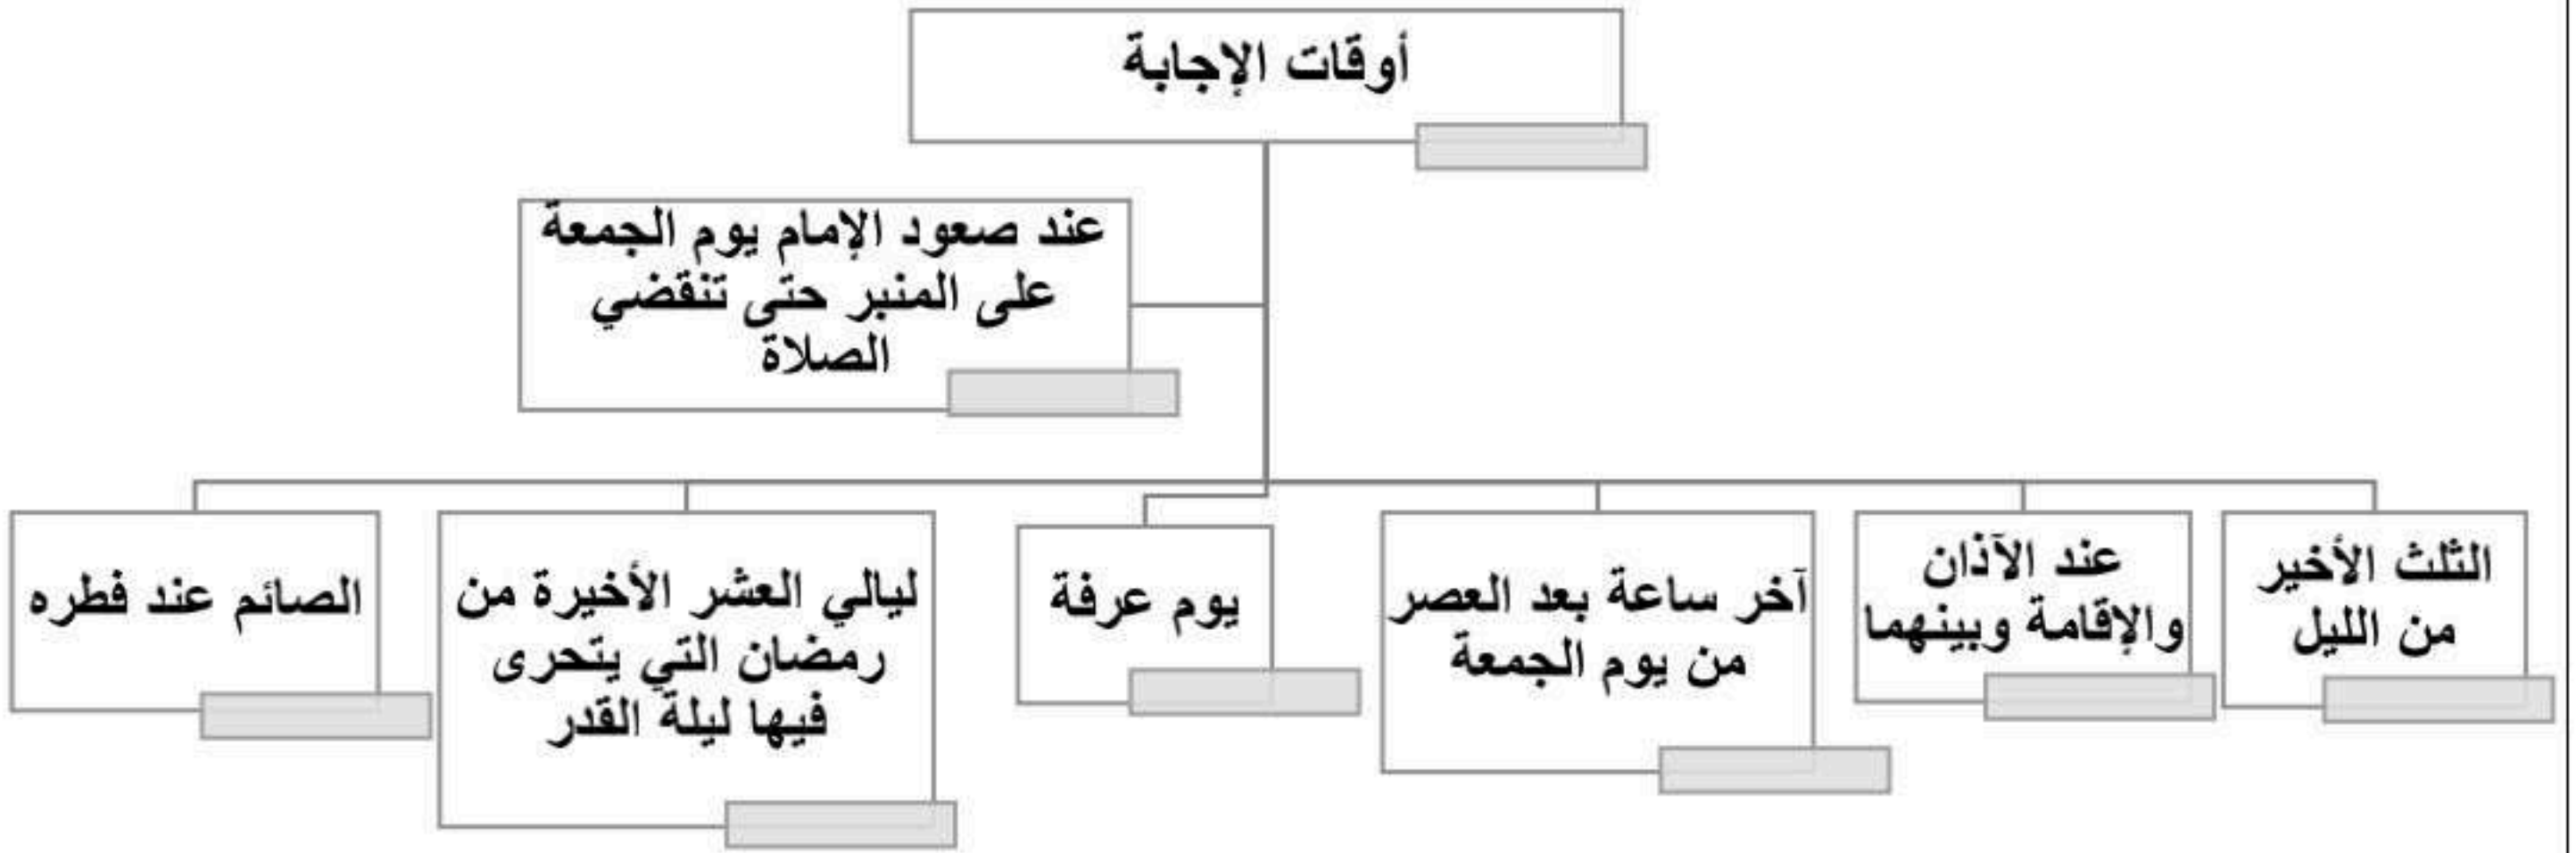 أوقات الإجابة
عند صعود الإمام يوم الجمعة
على المنبر حتى تنقضي
الصلاة
الثلث الأخير
من الليل
عند الآذان
والإقامة وبينهما
آخر ساعة بعد العصر
من يوم الجمعة
يوم عرفة
ليالي العشر الأخيرة من
رمضان التي يتحرى
فيها ليلة القدر
الصائم عند فطره